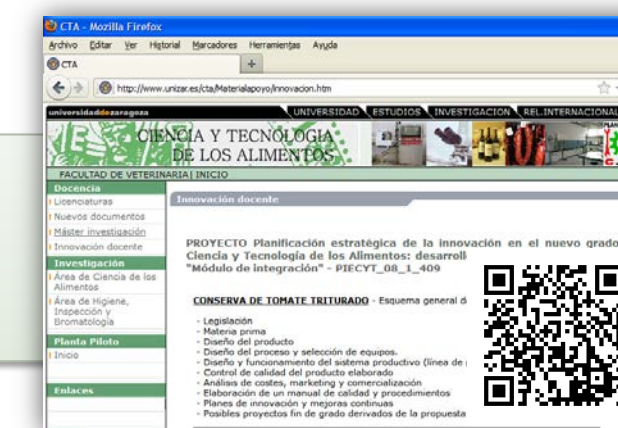 CTA - Mozilla Firefox
Archivo Editar Ver Historial Marcadores Herramientas Ayuda
CTA
http://www.unizar.es/cta/Materialapoyo/innovacion.htm
universidaddezaragoza UNIVERSIDAD ESTUDIOS INVESTIGACION REL.INTERNACIONAL
CIENCIA Y TECNOLOGIA
DE LOS ALIMENTOS
FACULTAD DE VETERINARIA| INICIO
Docencia
Licenciaturas
Nuevos documentos
Máster investigación
Innovación docente
Investigación
Área de Ciencia de los
Alimentos
Área de Higiene,
Inspección y
Bromatología
Planta Piloto
Inicio
Enlaces
Innovación docente
PROYECTO Planificación estratégica de la innovación en el nuevo grado
Ciencia y Tecnología de los Alimentos: desarroll
"Módulo de integración" - PIECYT_08_1_409
CONSERVA DE TOMATE TRITURADO - Esquema general d
- Legislación
- Materia prima
- Diseño del producto
- Diseño del proceso y selección de equipos.
- Diseño y funcionamiento del sistema productivo (línea de
- Control de calidad del producto elaborado
- Análisis de costes, marketing y comercialización
- Elaboración de un manual de calidad y procedimientos
- Planes de innovación y mejoras continuas
- Posibles proyectos fin de grado derivados de la propuesta